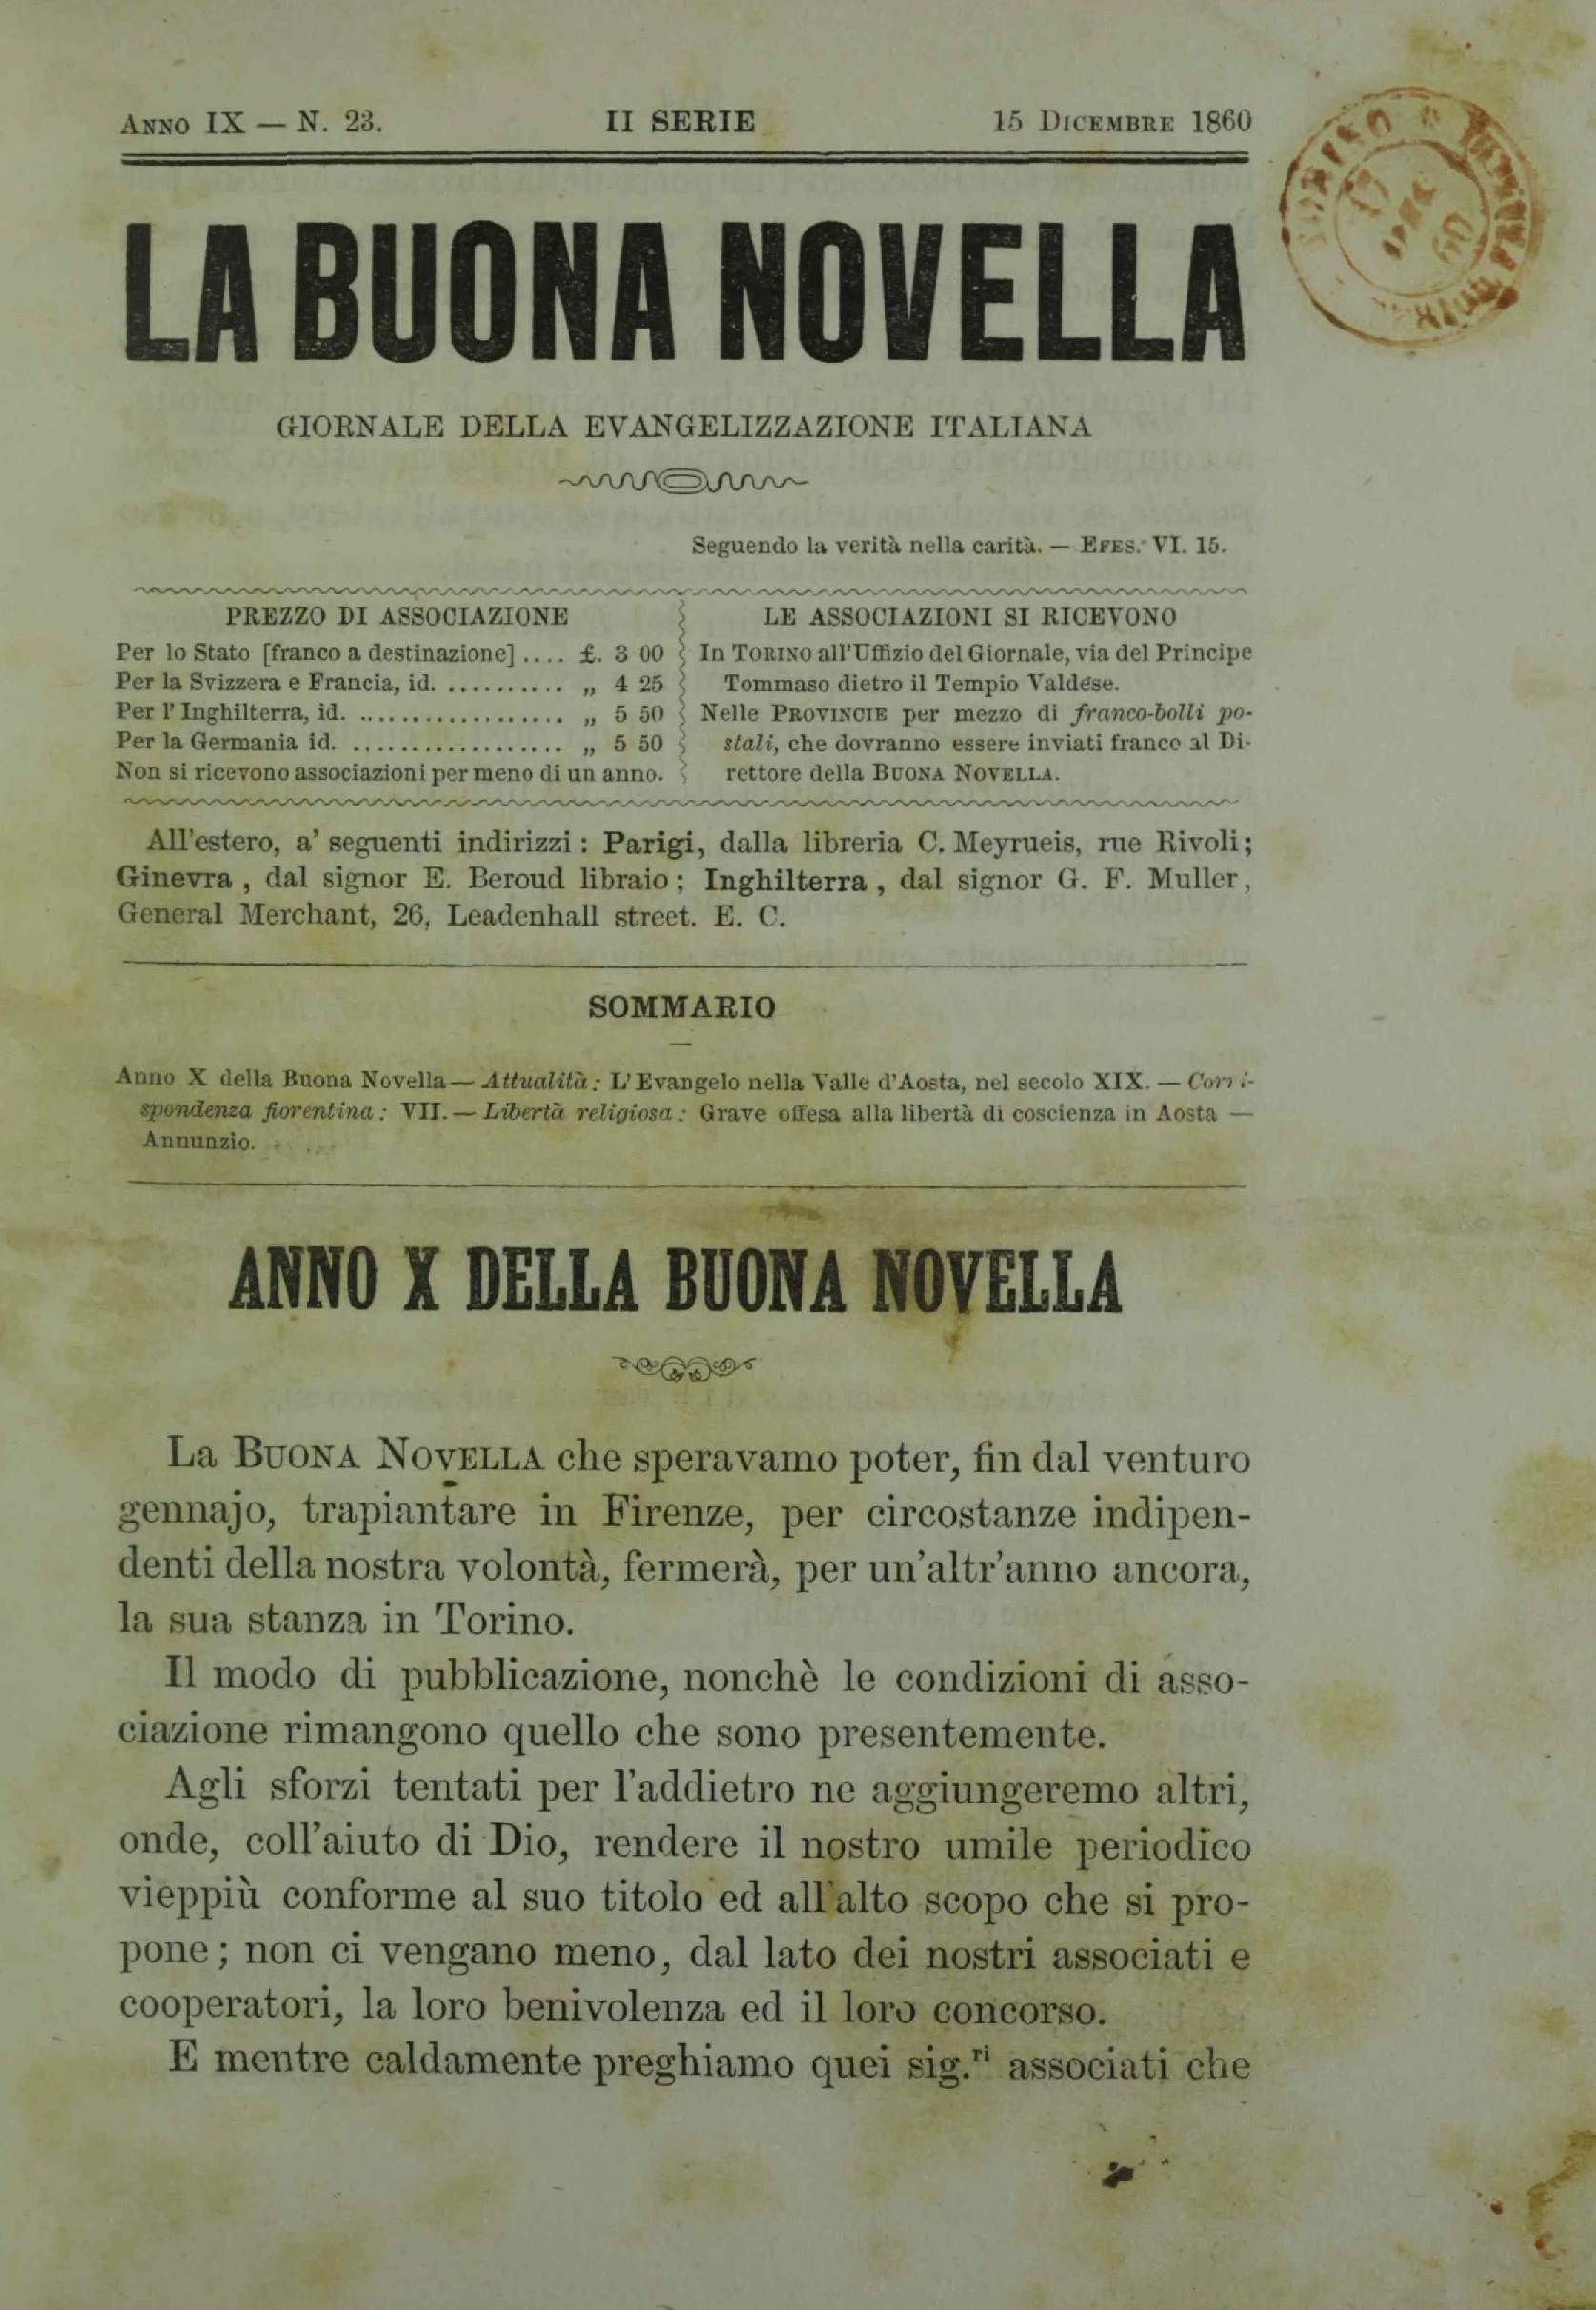 ANNO IX — N. 23. II SERIE 15 DICEMBRE 1860
LA BUONA NOVELLA
GIORNALE DELLA EVANGELIZZAZIONE ITALIANA
Seguendo la verità nella carità. — EFES. VI. 15.
PREZZO DI ASSOCIAZIONE
Per lo Stato [franco a destinazione] .... £. 3 00
Per la Svizzera e Francia, id. .......... „ 4 25
Per l'Inghilterra, id. .................. „ 5 50
Per la Germania id. .................. „ 5 50
Non si ricevono associazioni per meno di un anno.
LE ASSOCIAZIONI SI RICEVONO
In TORINO all'Uffizio del Giornale, via del Principe
Tommaso dietro il Tempio Valdese.
Nelle PROVINCIE per mezzo di franco-bolli po-
stali, che dovranno essere inviati franco al Di-
rettore della BUONA NOVELLA.
All'estero, a' seguenti indirizzi : Parigi, dalla libreria C. Meyrueis, rue Rivoli;
Ginevra, dal signor E. Beroud libraio ; Inghilterra, dal signor G. F. Muller,
General Merchant, 26, Leadenhall street. E. C.
SOMMARIO
Anno X della Buona Novella — Attualità : L'Evangelo nella Valle d'Aosta, nel secolo XIX. — Corri-
spondenza fiorentina : VII. — Libertà religiosa : Grave offesa alla libertà di coscienza in Aosta —
Annunzio.
ANNO X DELLA BUONA NOVELLA
La BUONA NOVELLA che speravamo poter, fin dal venturo
gennajo, trapiantare in Firenze, per circostanze indipen-
denti della nostra volontà, fermerà, per un'altr'anno ancora,
la sua stanza in Torino.
Il modo di pubblicazione, nonchè le condizioni di asso-
ciazione rimangono quello che sono presentemente.
Agli sforzi tentati per l'addietro ne aggiungeremo altri,
onde, coll'aiuto di Dio, rendere il nostro umile periodico
vieppiù conforme al suo titolo ed all'alto scopo che si pro-
pone ; non ci vengano meno, dal lato dei nostri associati e
cooperatori, la loro benivolenza ed il loro concorso.
E mentre caldamente preghiamo quei sig.ri associati che